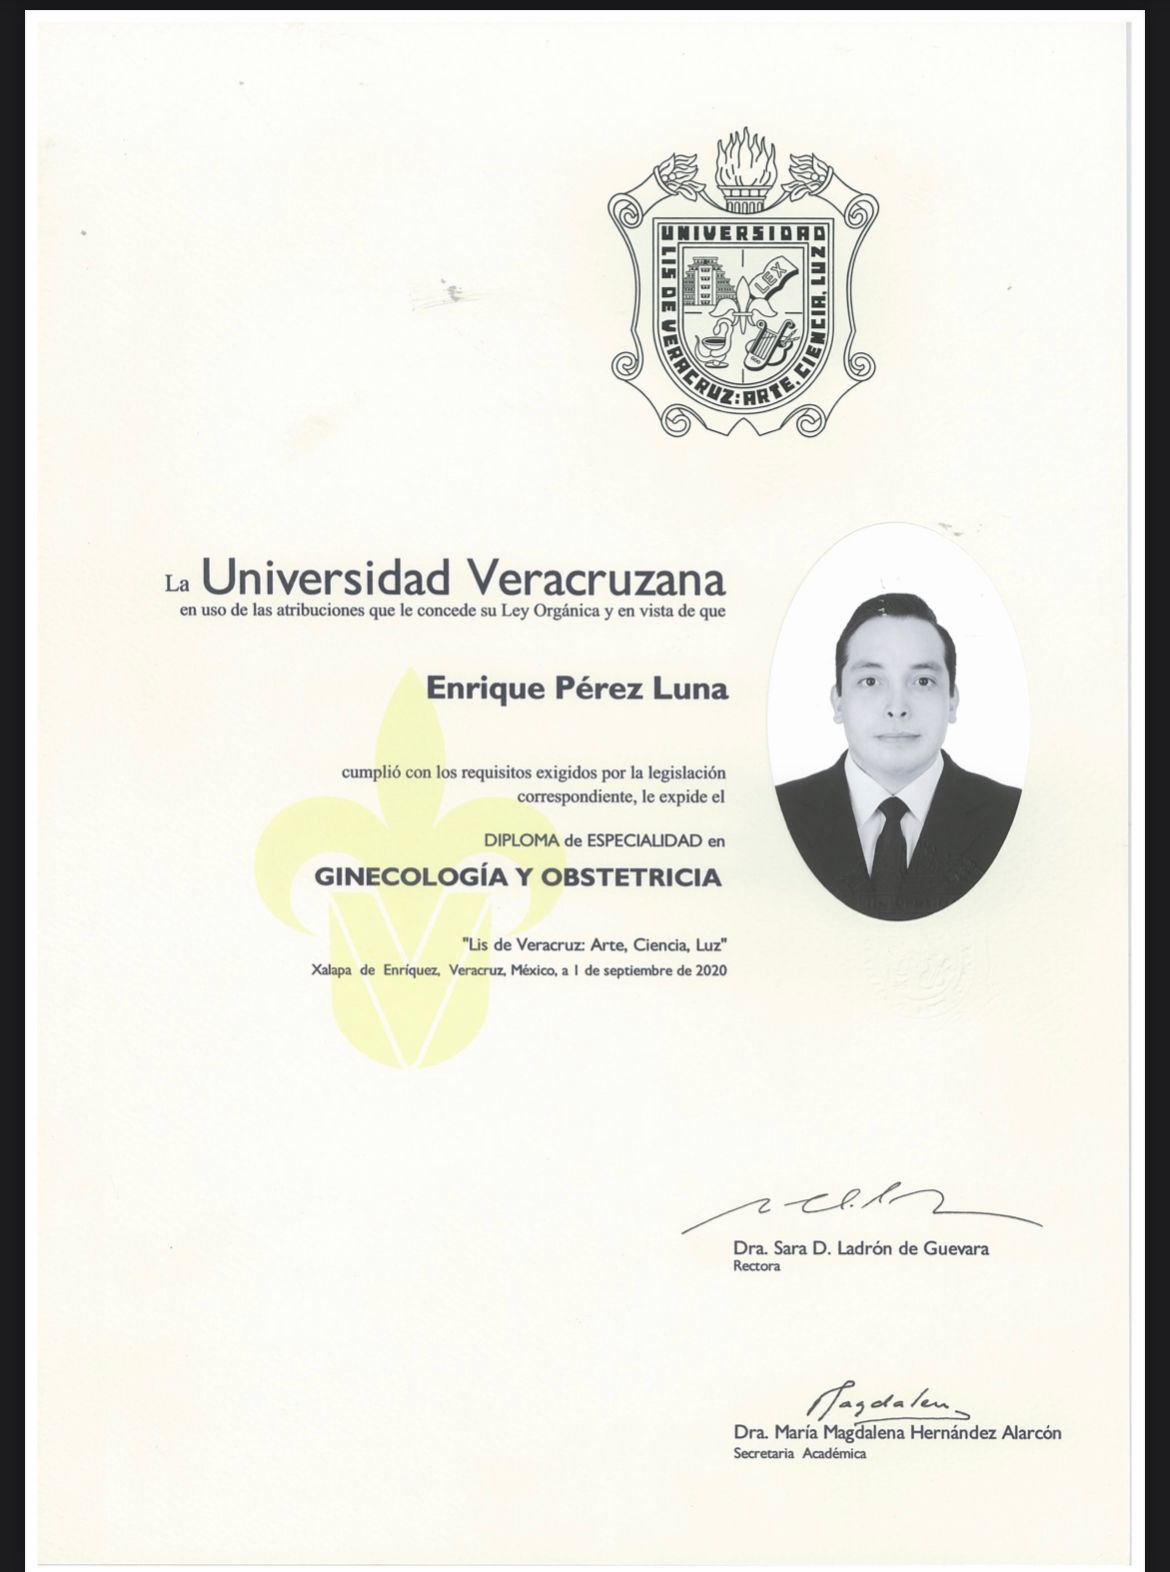 UNIVERSIDAD
LIS DE VERACRUZ: ARTE, CIENCIA, LUZ
LEX
La Universidad Veracruzana
en uso de las atribuciones que le concede su Ley Orgánica y en vista de que
Enrique Pérez Luna
cumplió con los requisitos exigidos por la legislación
correspondiente, le expide el
DIPLOMA de ESPECIALIDAD en
GINECOLOGÍA Y OBSTETRICIA
"Lis de Veracruz: Arte, Ciencia, Luz"
Xalapa de Enríquez, Veracruz, México, a 1 de septiembre de 2020
Dra. Sara D. Ladrón de Guevara
Rectora
Magdalen
Dra. María Magdalena Hernández Alarcón
Secretaria Académica